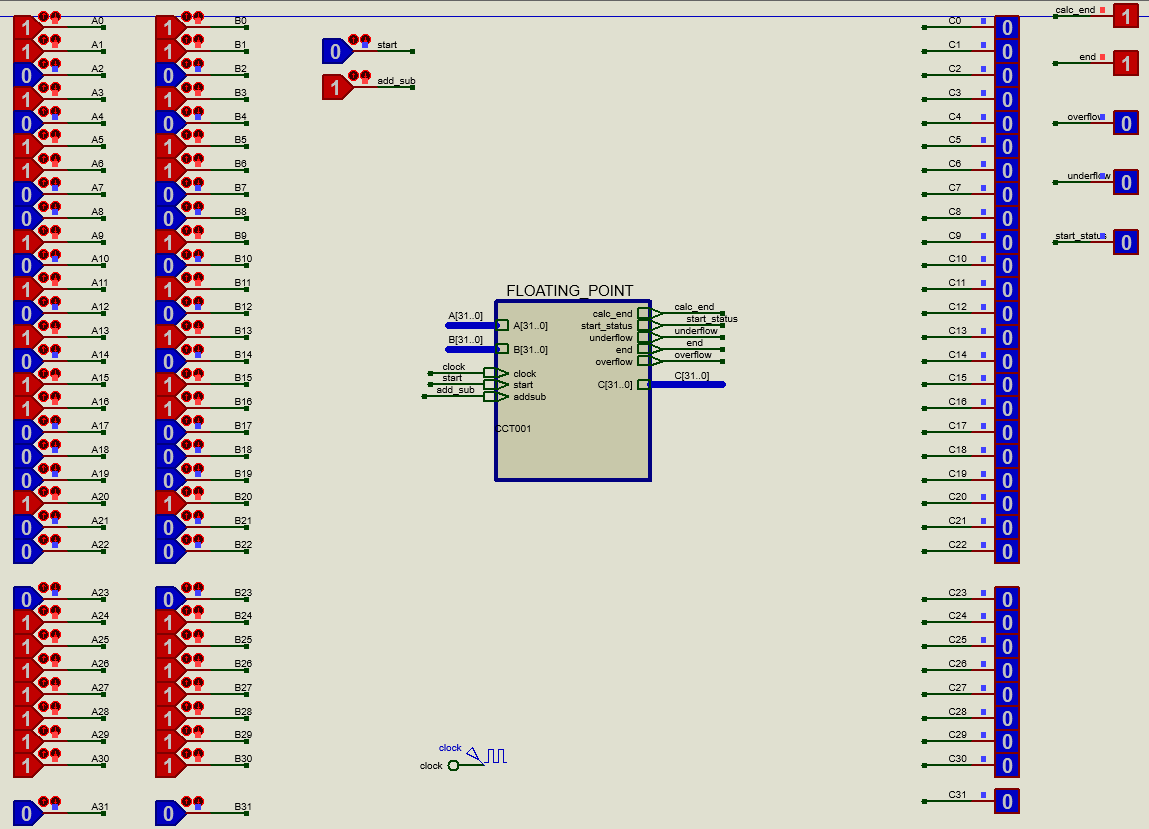 1 A0 1 B0 C0 0 calc_end 1
1 A1 1 B1 0 start C1 0 end 1
0 A2 0 B2 C2 0
1 A3 1 B3 1 add_sub C3 0
0 A4 0 B4 C4 0 overflow 0
1 A5 1 B5 C5 0
1 A6 1 B6 C6 0
0 A7 0 B7 C7 0 underflow 0
0 A8 0 B8 C8 0
1 A9 1 B9 C9 0 start_status 0
0 A10 0 B10 C10 0
1 A11 1 B11 C11 0
0 A12 0 B12 C12 0
1 A13 1 B13 C13 0
0 A14 0 B14 C14 0
1 A15 1 B15 C15 0
1 A16 1 B16 C16 0
0 A17 0 B17 C17 0
0 A18 0 B18 C18 0
0 A19 0 B19 C19 0
1 A20 1 B20 C20 0
0 A21 0 B21 C21 0
0 A22 0 B22 C22 0
0 A23 0 B23 C23 0
1 A24 1 B24 C24 0
1 A25 1 B25 C25 0
1 A26 1 B26 C26 0
1 A27 1 B27 C27 0
1 A28 1 B28 C28 0
1 A29 1 B29 C29 0
1 A30 1 B30 C30 0
0 A31 0 B31 C31 0
FLOATING_POINT
A[31..0] A[31..0] calc_end calc_end
start_status start_status
B[31..0] B[31..0] underflow underflow
end end
overflow overflow
clock clock
start start C[31..0] C[31..0]
add_sub addsub
CCT001
clock
clock